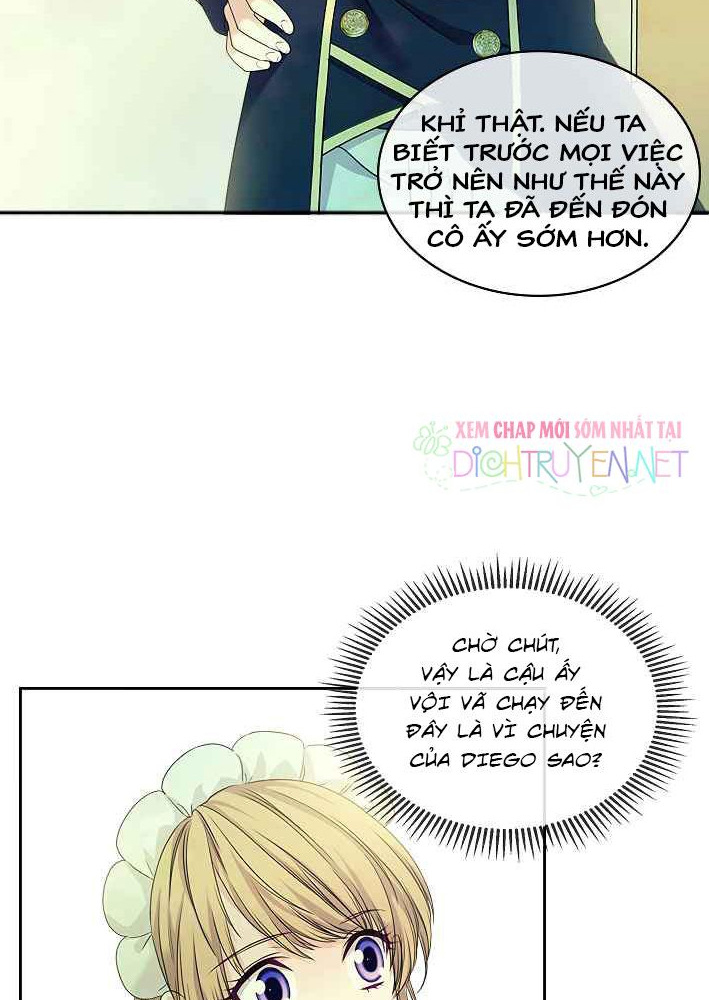 KHỈ THẬT. NẾU TA
BIẾT TRƯỚC MỌI VIỆC
TRỞ NÊN NHƯ THẾ NÀY
THÌ TA ĐÃ ĐẾN ĐÓN
CÔ ẤY SỚM HƠN.
XEM CHAP MỚI SỚM NHẤT TẠI
DICHTRUYEN.NET
CHỜ CHÚT,
VẬY LÀ CẬU ẤY
VỘI VÃ CHẠY ĐẾN
ĐÂY LÀ VÌ CHUYỆN
CỦA DIEGO SAO?